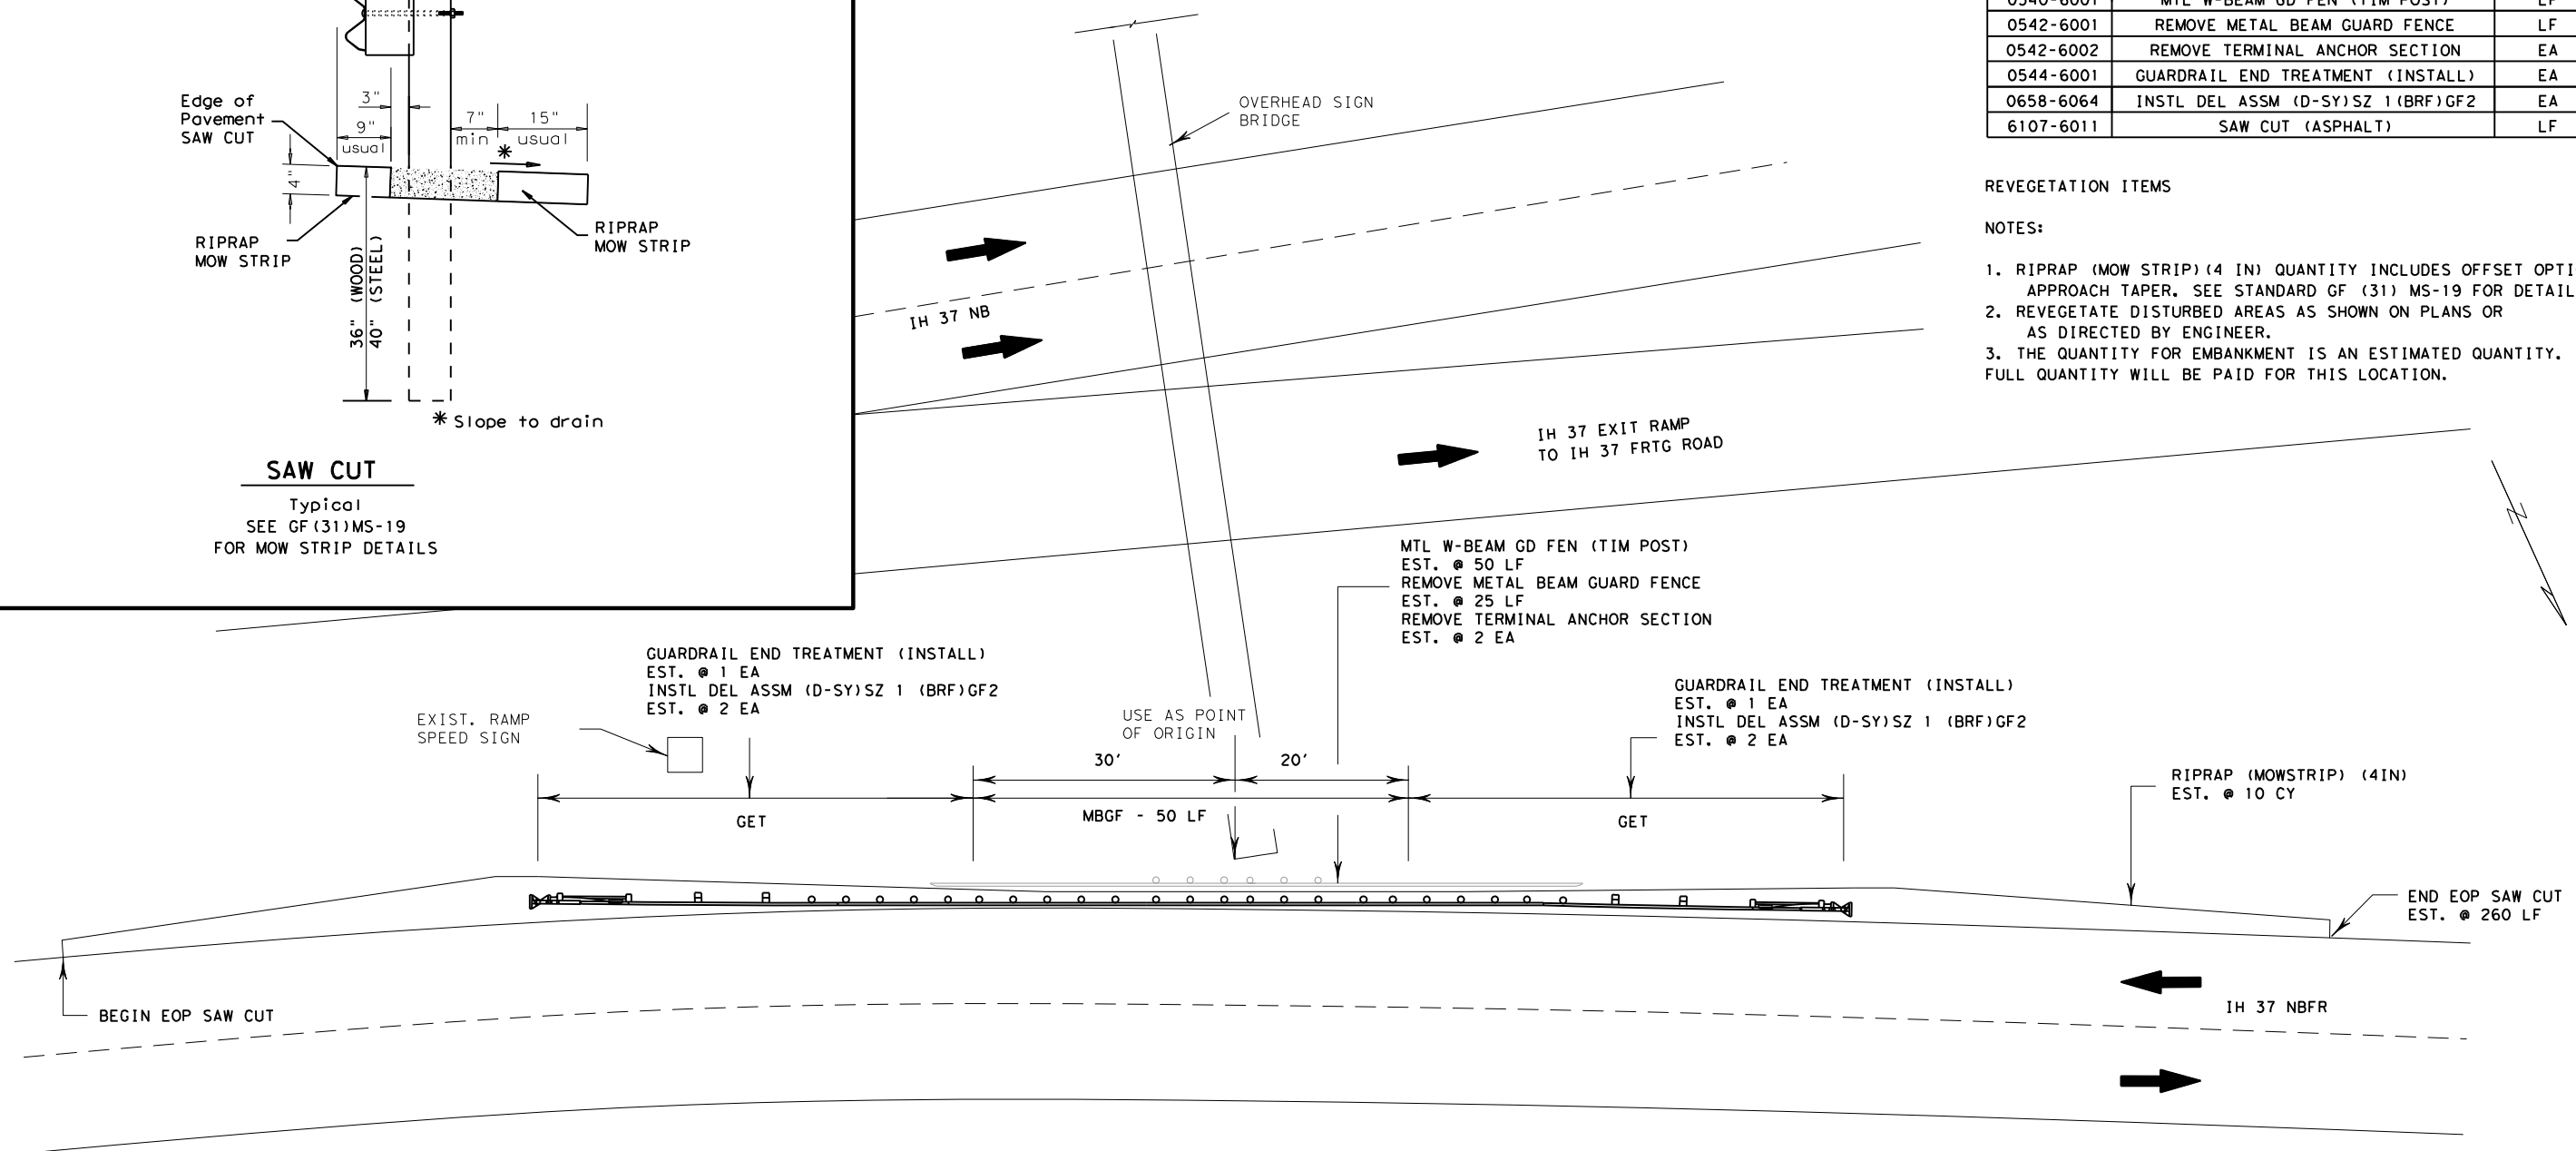 3"
9"
usual
7"
min
15"
usual
*
4"
Edge of
Pavement
SAW CUT
RIPRAP
MOW STRIP
36" (WOOD)
40" (STEEL)
RIPRAP
MOW STRIP
* Slope to drain
SAW CUT
Typical
SEE GF(31)MS-19
FOR MOW STRIP DETAILS
OVERHEAD SIGN
BRIDGE
IH 37 NB
IH 37 EXIT RAMP
TO IH 37 FRTG ROAD
0540-6001 MTL W-BEAM GD FEN (TIM POST) LF
0542-6001 REMOVE METAL BEAM GUARD FENCE LF
0542-6002 REMOVE TERMINAL ANCHOR SECTION EA
0544-6001 GUARDRAIL END TREATMENT (INSTALL) EA
0658-6064 INSTL DEL ASSM (D-SY)SZ 1(BRF)GF2 EA
6107-6011 SAW CUT (ASPHALT) LF
REVEGETATION ITEMS
NOTES:
1. RIPRAP (MOW STRIP)(4 IN) QUANTITY INCLUDES OFFSET OPTI
APPROACH TAPER. SEE STANDARD GF (31) MS-19 FOR DETAIL
2. REVEGETATE DISTURBED AREAS AS SHOWN ON PLANS OR
AS DIRECTED BY ENGINEER.
3. THE QUANTITY FOR EMBANKMENT IS AN ESTIMATED QUANTITY.
FULL QUANTITY WILL BE PAID FOR THIS LOCATION.
N
MTL W-BEAM GD FEN (TIM POST)
EST. @ 50 LF
REMOVE METAL BEAM GUARD FENCE
EST. @ 25 LF
REMOVE TERMINAL ANCHOR SECTION
EST. @ 2 EA
GUARDRAIL END TREATMENT (INSTALL)
EST. @ 1 EA
INSTL DEL ASSM (D-SY)SZ 1 (BRF)GF2
EST. @ 2 EA
EXIST. RAMP
SPEED SIGN
USE AS POINT
OF ORIGIN
GUARDRAIL END TREATMENT (INSTALL)
EST. @ 1 EA
INSTL DEL ASSM (D-SY)SZ 1 (BRF)GF2
EST. @ 2 EA
30'
20'
GET
MBGF - 50 LF
GET
RIPRAP (MOWSTRIP) (4IN)
EST. @ 10 CY
END EOP SAW CUT
EST. @ 260 LF
BEGIN EOP SAW CUT
IH 37 NBFR